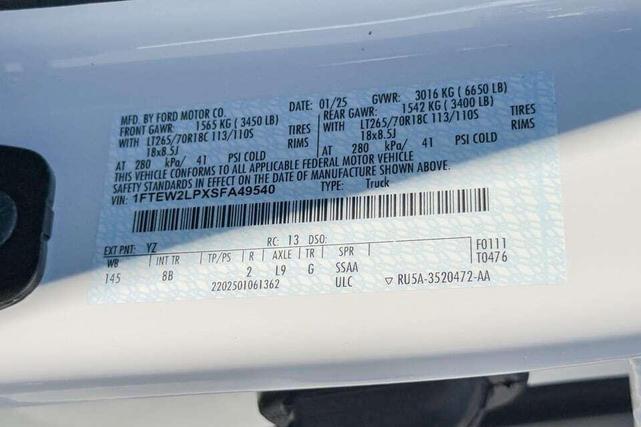 MFD. BY FORD MOTOR CO. DATE: 01/25 GVWR: 3016 KG ( 6650 LB)
FRONT GAWR: 1565 KG ( 3450 LB) REAR GAWR: 1542 KG ( 3400 LB)
WITH LT265/70R18C 113/110S TIRES WITH LT265/70R18C 113/110S TIRES
18x8.5J RIMS 18x8.5J RIMS
AT 280 kPa/ 41 PSI COLD AT 280 kPa/ 41 PSI COLD
THIS VEHICLE CONFORMS TO ALL APPLICABLE FEDERAL MOTOR VEHICLE
SAFETY STANDARDS IN EFFECT ON THE DATE OF MANUFACTURE SHOWN ABOVE.
VIN: 1FTEW2LPXSFA49540 TYPE: Truck
EXT PNT: YZ RC: 13 DSO: F0111
WB INT TR TP/PS R AXLE TR SPR T0476
145 8B 2 L9 G SSAA
2202501061362 ULC ▽ RU5A-3520472-AA